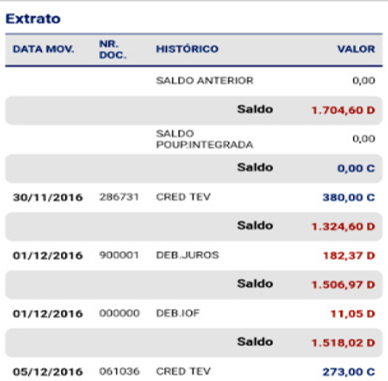 Extrato
DATA MOV. NR. DOC. HISTÓRICO VALOR
SALDO ANTERIOR 0,00
Saldo 1.704,60 D
SALDO POUP.INTEGRADA 0,00
Saldo 0,00 C
30/11/2016 286731 CRED TEV 380,00 C
Saldo 1.324,60 D
01/12/2016 900001 DEB.JUROS 182,37 D
Saldo 1.506,97 D
01/12/2016 000000 DEB.IOF 11,05 D
Saldo 1.518,02 D
05/12/2016 061036 CRED TEV 273,00 C